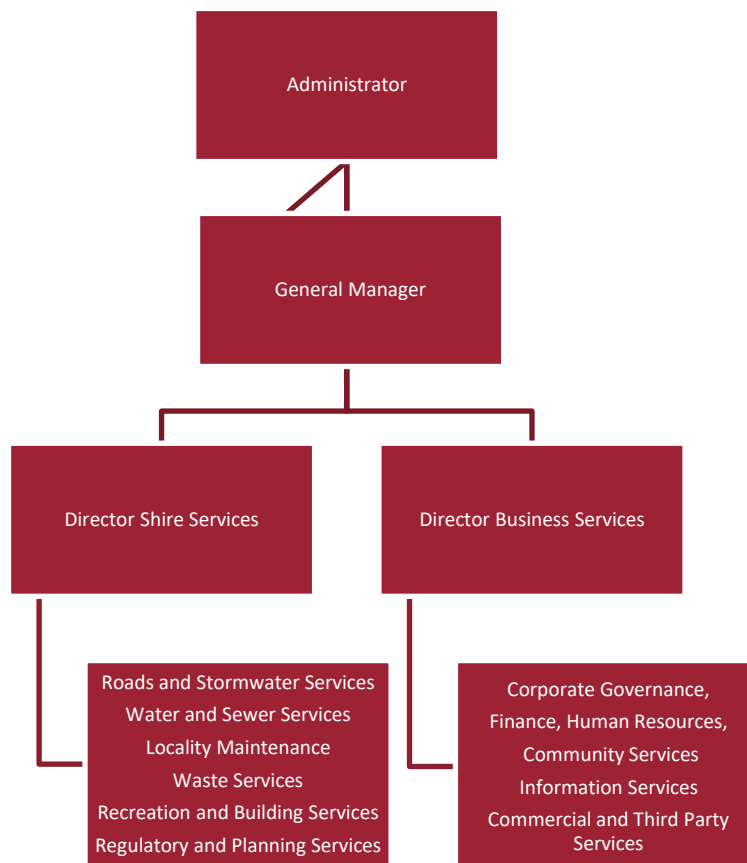 Administrator
General Manager
Director Shire Services
Director Business Services
Roads and Stormwater Services
Water and Sewer Services
Locality Maintenance
Waste Services
Recreation and Building Services
Regulatory and Planning Services
Corporate Governance,
Finance, Human Resources,
Community Services
Information Services
Commercial and Third Party
Services